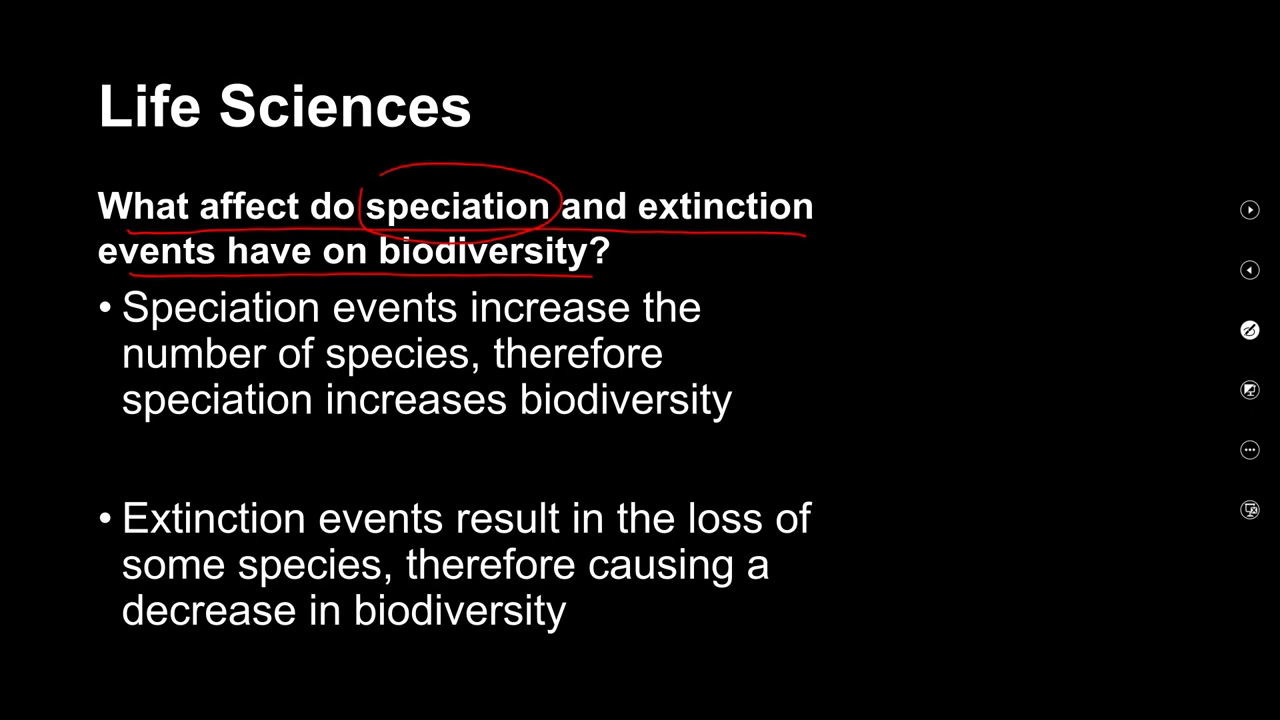 Life Sciences
What affect do speciation and extinction
events have on biodiversity?
• Speciation events increase the
number of species, therefore
speciation increases biodiversity
• Extinction events result in the loss of
some species, therefore causing a
decrease in biodiversity